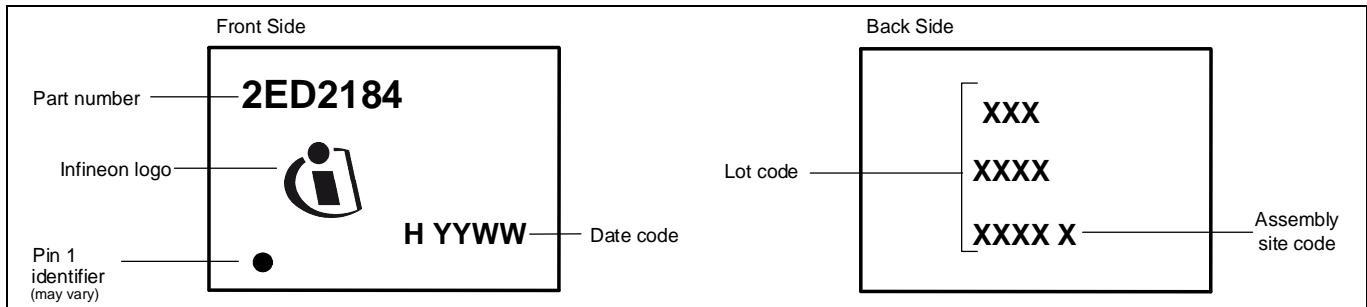 Front Side
Part number
2ED2184
Infineon logo
H YYWW
Date code
Pin 1
identifier
(may vary)
Back Side
XXX
Lot code
XXXX
XXXX X
Assembly
site code